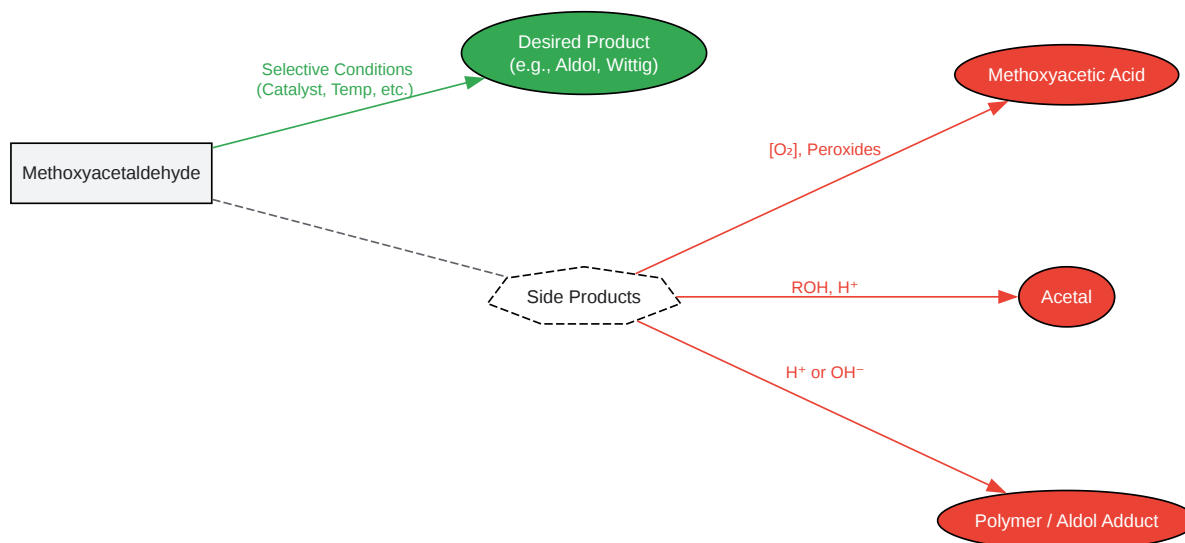 Desired Product
(e.g., Aldol, Wittig)
Selective Conditions
(Catalyst, Temp, etc.)
Methoxyacetaldehyde
Methoxyacetic Acid
[O₂], Peroxides
Side Products
ROH, H⁺
Acetal
H⁺ or OH⁻
Polymer / Aldol Adduct